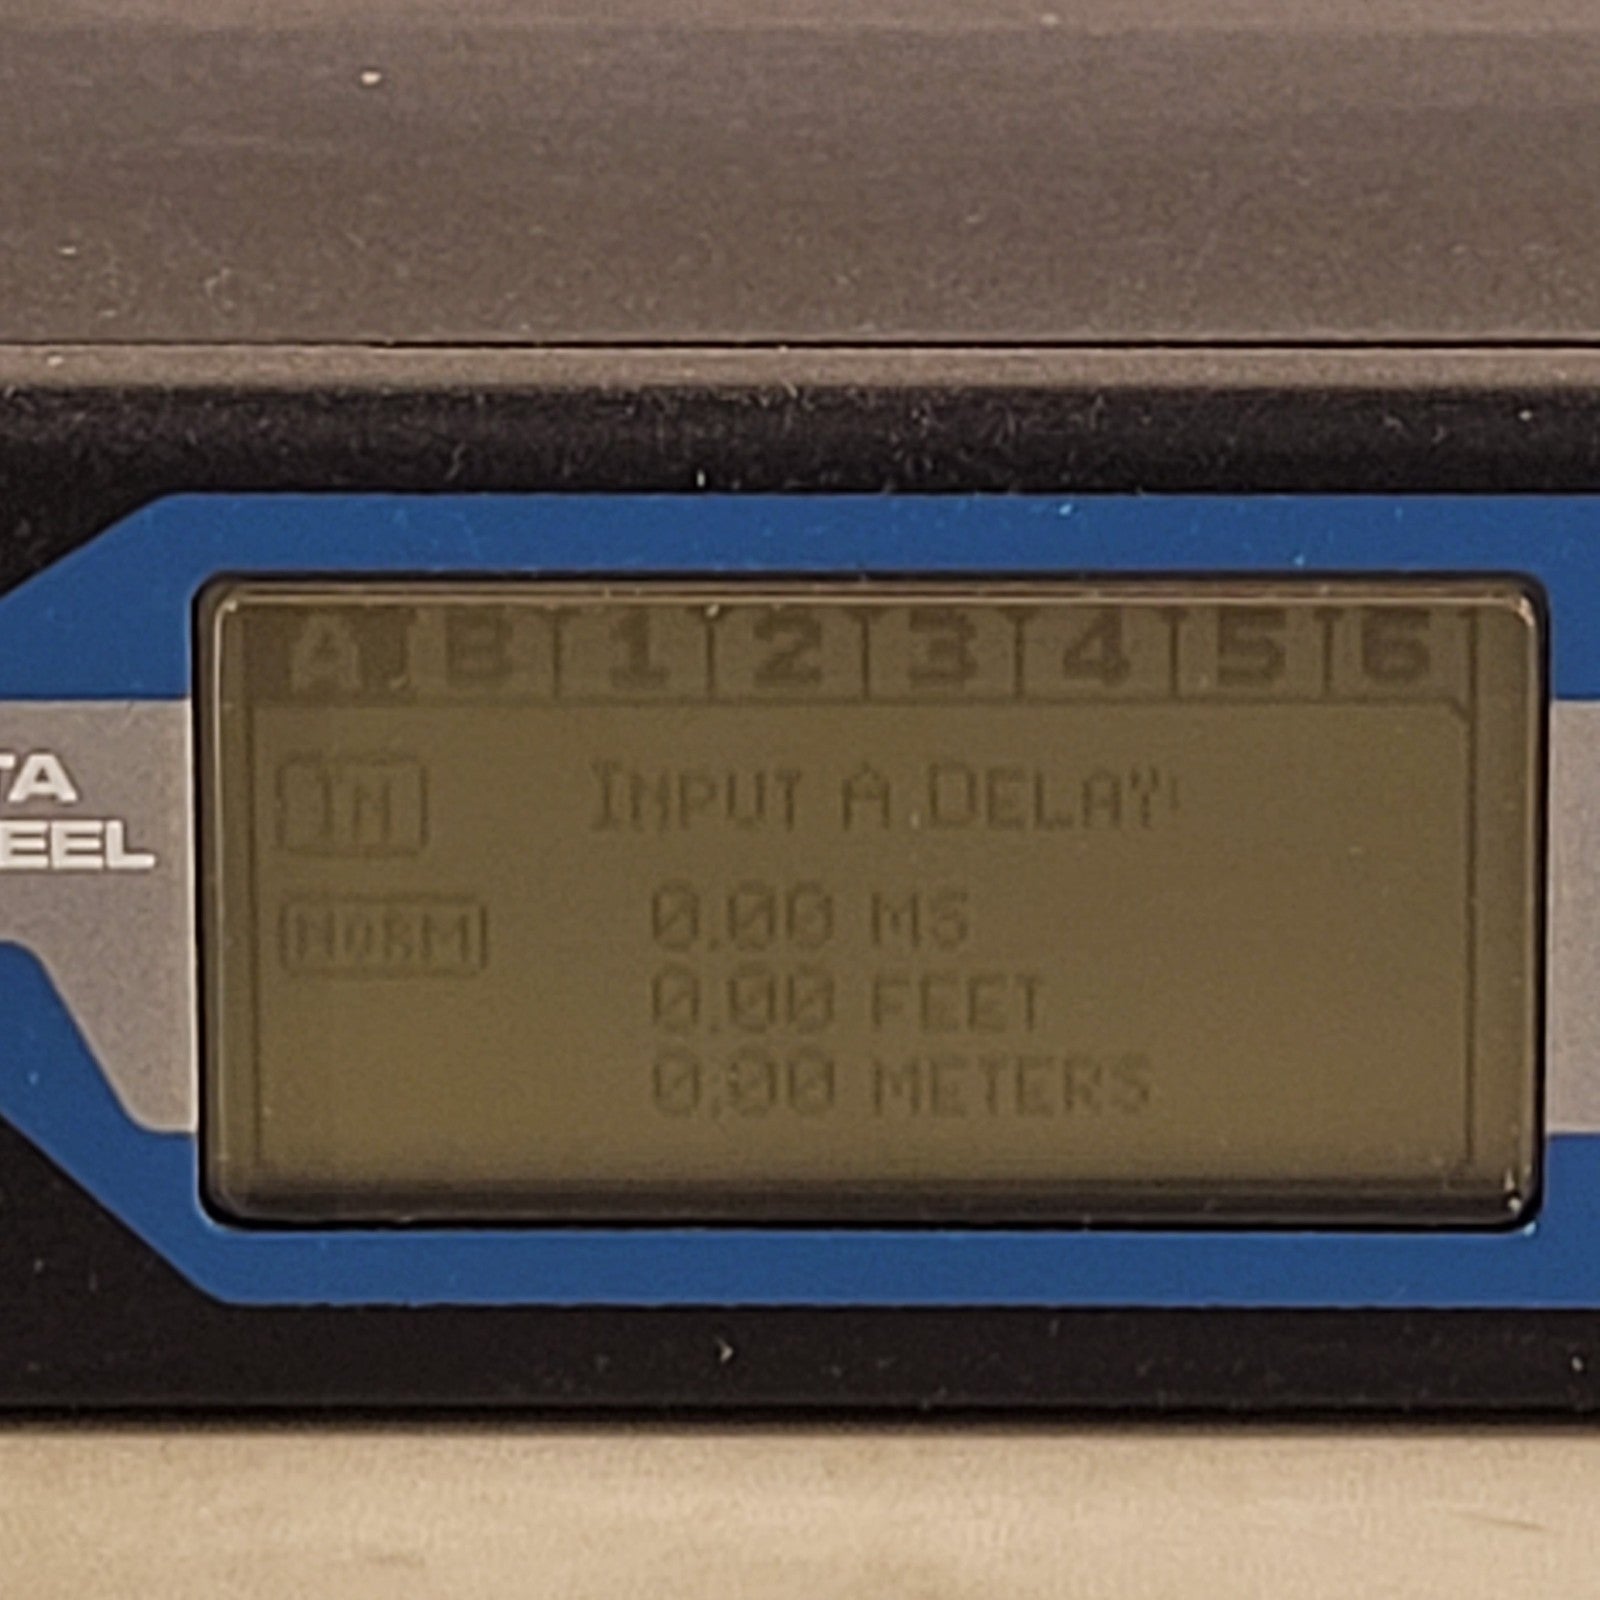 A B 1 2 3 4 5 6
IN
INPUT A DELAY:
NORM
0.00 MS
0.00 FEET
0.00 METERS
TA
EEL